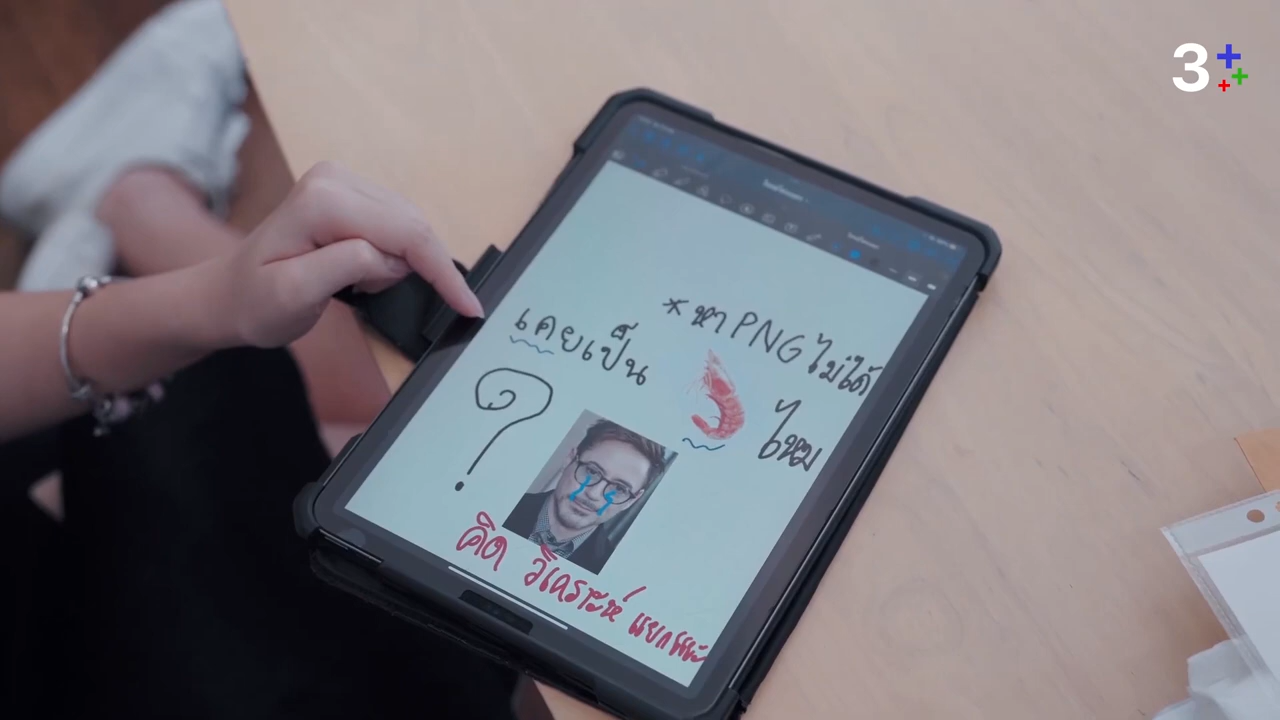 3
*หา PNG ไม่ได้
เคยเป็น ไหม
?
คิด วิเคราะห์ แยกแยะ